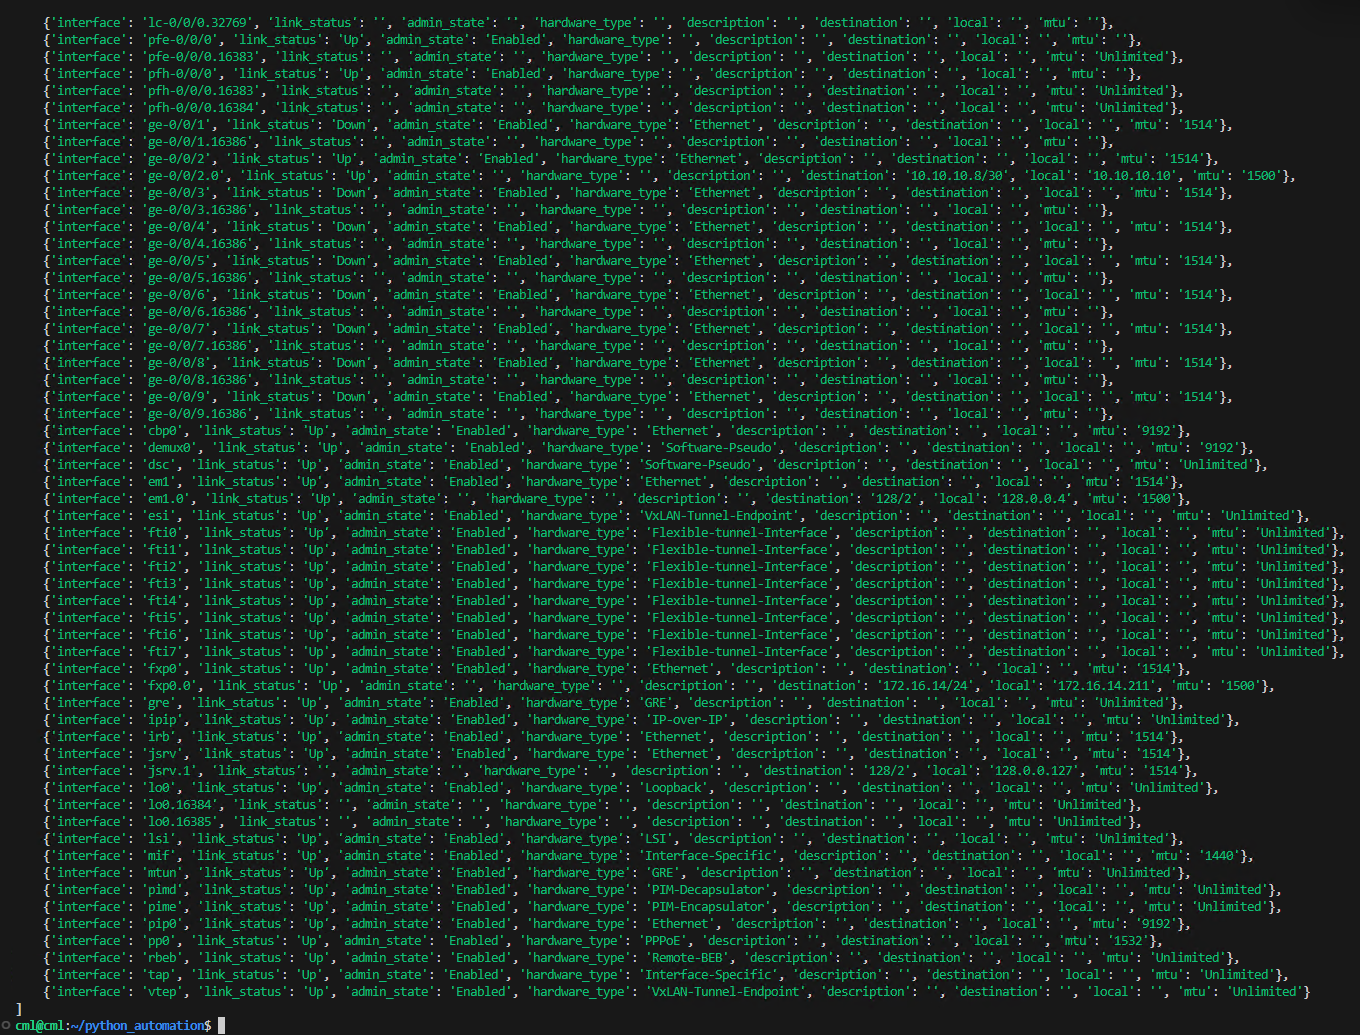 {'interface': 'lc-0/0/0.32769', 'link_status': '', 'admin_state': '', 'hardware_type': '', 'description': '', 'destination': '', 'local': '', 'mtu': ''},
{'interface': 'pfe-0/0/0', 'link_status': 'Up', 'admin_state': 'Enabled', 'hardware_type': '', 'description': '', 'destination': '', 'local': '', 'mtu': ''},
{'interface': 'pfe-0/0/0.16383', 'link_status': '', 'admin_state': '', 'hardware_type': '', 'description': '', 'destination': '', 'local': '', 'mtu': 'Unlimited'},
{'interface': 'pfh-0/0/0', 'link_status': 'Up', 'admin_state': 'Enabled', 'hardware_type': '', 'description': '', 'destination': '', 'local': '', 'mtu': ''},
{'interface': 'pfh-0/0/0.16383', 'link_status': '', 'admin_state': '', 'hardware_type': '', 'description': '', 'destination': '', 'local': '', 'mtu': 'Unlimited'},
{'interface': 'pfh-0/0/0.16384', 'link_status': '', 'admin_state': '', 'hardware_type': '', 'description': '', 'destination': '', 'local': '', 'mtu': 'Unlimited'},
{'interface': 'ge-0/0/1', 'link_status': 'Down', 'admin_state': 'Enabled', 'hardware_type': 'Ethernet', 'description': '', 'destination': '', 'local': '', 'mtu': '1514'},
{'interface': 'ge-0/0/1.16386', 'link_status': '', 'admin_state': '', 'hardware_type': '', 'description': '', 'destination': '', 'local': '', 'mtu': ''},
{'interface': 'ge-0/0/2', 'link_status': 'Up', 'admin_state': 'Enabled', 'hardware_type': 'Ethernet', 'description': '', 'destination': '', 'local': '', 'mtu': '1514'},
{'interface': 'ge-0/0/2.0', 'link_status': 'Up', 'admin_state': '', 'hardware_type': '', 'description': '', 'destination': '10.10.10.8/30', 'local': '10.10.10.10', 'mtu': '1500'},
{'interface': 'ge-0/0/3', 'link_status': 'Down', 'admin_state': 'Enabled', 'hardware_type': 'Ethernet', 'description': '', 'destination': '', 'local': '', 'mtu': '1514'},
{'interface': 'ge-0/0/3.16386', 'link_status': '', 'admin_state': '', 'hardware_type': '', 'description': '', 'destination': '', 'local': '', 'mtu': ''},
{'interface': 'ge-0/0/4', 'link_status': 'Down', 'admin_state': 'Enabled', 'hardware_type': 'Ethernet', 'description': '', 'destination': '', 'local': '', 'mtu': '1514'},
{'interface': 'ge-0/0/4.16386', 'link_status': '', 'admin_state': '', 'hardware_type': '', 'description': '', 'destination': '', 'local': '', 'mtu': ''},
{'interface': 'ge-0/0/5', 'link_status': 'Down', 'admin_state': 'Enabled', 'hardware_type': 'Ethernet', 'description': '', 'destination': '', 'local': '', 'mtu': '1514'},
{'interface': 'ge-0/0/5.16386', 'link_status': '', 'admin_state': '', 'hardware_type': '', 'description': '', 'destination': '', 'local': '', 'mtu': ''},
{'interface': 'ge-0/0/6', 'link_status': 'Down', 'admin_state': 'Enabled', 'hardware_type': 'Ethernet', 'description': '', 'destination': '', 'local': '', 'mtu': '1514'},
{'interface': 'ge-0/0/6.16386', 'link_status': '', 'admin_state': '', 'hardware_type': '', 'description': '', 'destination': '', 'local': '', 'mtu': ''},
{'interface': 'ge-0/0/7', 'link_status': 'Down', 'admin_state': 'Enabled', 'hardware_type': 'Ethernet', 'description': '', 'destination': '', 'local': '', 'mtu': '1514'},
{'interface': 'ge-0/0/7.16386', 'link_status': '', 'admin_state': '', 'hardware_type': '', 'description': '', 'destination': '', 'local': '', 'mtu': ''},
{'interface': 'ge-0/0/8', 'link_status': 'Down', 'admin_state': 'Enabled', 'hardware_type': 'Ethernet', 'description': '', 'destination': '', 'local': '', 'mtu': '1514'},
{'interface': 'ge-0/0/8.16386', 'link_status': '', 'admin_state': '', 'hardware_type': '', 'description': '', 'destination': '', 'local': '', 'mtu': ''},
{'interface': 'ge-0/0/9', 'link_status': 'Down', 'admin_state': 'Enabled', 'hardware_type': 'Ethernet', 'description': '', 'destination': '', 'local': '', 'mtu': '1514'},
{'interface': 'ge-0/0/9.16386', 'link_status': '', 'admin_state': '', 'hardware_type': '', 'description': '', 'destination': '', 'local': '', 'mtu': ''},
{'interface': 'cbp0', 'link_status': 'Up', 'admin_state': 'Enabled', 'hardware_type': 'Ethernet', 'description': '', 'destination': '', 'local': '', 'mtu': '9192'},
{'interface': 'demux0', 'link_status': 'Up', 'admin_state': 'Enabled', 'hardware_type': 'Software-Pseudo', 'description': '', 'destination': '', 'local': '', 'mtu': '9192'},
{'interface': 'dsc', 'link_status': 'Up', 'admin_state': 'Enabled', 'hardware_type': 'Software-Pseudo', 'description': '', 'destination': '', 'local': '', 'mtu': 'Unlimited'},
{'interface': 'em1', 'link_status': 'Up', 'admin_state': 'Enabled', 'hardware_type': 'Ethernet', 'description': '', 'destination': '', 'local': '', 'mtu': '1514'},
{'interface': 'em1.0', 'link_status': 'Up', 'admin_state': '', 'hardware_type': '', 'description': '', 'destination': '128/2', 'local': '128.0.0.4', 'mtu': '1500'},
{'interface': 'esi', 'link_status': 'Up', 'admin_state': 'Enabled', 'hardware_type': 'VxLAN-Tunnel-Endpoint', 'description': '', 'destination': '', 'local': '', 'mtu': 'Unlimited'},
{'interface': 'fti0', 'link_status': 'Up', 'admin_state': 'Enabled', 'hardware_type': 'Flexible-tunnel-Interface', 'description': '', 'destination': '', 'local': '', 'mtu': 'Unlimited'},
{'interface': 'fti1', 'link_status': 'Up', 'admin_state': 'Enabled', 'hardware_type': 'Flexible-tunnel-Interface', 'description': '', 'destination': '', 'local': '', 'mtu': 'Unlimited'},
{'interface': 'fti2', 'link_status': 'Up', 'admin_state': 'Enabled', 'hardware_type': 'Flexible-tunnel-Interface', 'description': '', 'destination': '', 'local': '', 'mtu': 'Unlimited'},
{'interface': 'fti3', 'link_status': 'Up', 'admin_state': 'Enabled', 'hardware_type': 'Flexible-tunnel-Interface', 'description': '', 'destination': '', 'local': '', 'mtu': 'Unlimited'},
{'interface': 'fti4', 'link_status': 'Up', 'admin_state': 'Enabled', 'hardware_type': 'Flexible-tunnel-Interface', 'description': '', 'destination': '', 'local': '', 'mtu': 'Unlimited'},
{'interface': 'fti5', 'link_status': 'Up', 'admin_state': 'Enabled', 'hardware_type': 'Flexible-tunnel-Interface', 'description': '', 'destination': '', 'local': '', 'mtu': 'Unlimited'},
{'interface': 'fti6', 'link_status': 'Up', 'admin_state': 'Enabled', 'hardware_type': 'Flexible-tunnel-Interface', 'description': '', 'destination': '', 'local': '', 'mtu': 'Unlimited'},
{'interface': 'fti7', 'link_status': 'Up', 'admin_state': 'Enabled', 'hardware_type': 'Flexible-tunnel-Interface', 'description': '', 'destination': '', 'local': '', 'mtu': 'Unlimited'},
{'interface': 'fxp0', 'link_status': 'Up', 'admin_state': 'Enabled', 'hardware_type': 'Ethernet', 'description': '', 'destination': '', 'local': '', 'mtu': '1514'},
{'interface': 'fxp0.0', 'link_status': 'Up', 'admin_state': '', 'hardware_type': '', 'description': '', 'destination': '172.16.14/24', 'local': '172.16.14.211', 'mtu': '1500'},
{'interface': 'gre', 'link_status': 'Up', 'admin_state': 'Enabled', 'hardware_type': 'GRE', 'description': '', 'destination': '', 'local': '', 'mtu': 'Unlimited'},
{'interface': 'ipip', 'link_status': 'Up', 'admin_state': 'Enabled', 'hardware_type': 'IP-over-IP', 'description': '', 'destination': '', 'local': '', 'mtu': 'Unlimited'},
{'interface': 'irb', 'link_status': 'Up', 'admin_state': 'Enabled', 'hardware_type': 'Ethernet', 'description': '', 'destination': '', 'local': '', 'mtu': '1514'},
{'interface': 'jsrv', 'link_status': 'Up', 'admin_state': 'Enabled', 'hardware_type': 'Ethernet', 'description': '', 'destination': '', 'local': '', 'mtu': '1514'},
{'interface': 'jsrv.1', 'link_status': 'Up', 'admin_state': '', 'hardware_type': '', 'description': '', 'destination': '128/2', 'local': '128.0.0.127', 'mtu': '1514'},
{'interface': 'lo0', 'link_status': 'Up', 'admin_state': 'Enabled', 'hardware_type': 'Loopback', 'description': '', 'destination': '', 'local': '', 'mtu': 'Unlimited'},
{'interface': 'lo0.16384', 'link_status': '', 'admin_state': '', 'hardware_type': '', 'description': '', 'destination': '', 'local': '', 'mtu': 'Unlimited'},
{'interface': 'lo0.16385', 'link_status': '', 'admin_state': '', 'hardware_type': '', 'description': '', 'destination': '', 'local': '', 'mtu': 'Unlimited'},
{'interface': 'lsi', 'link_status': 'Up', 'admin_state': 'Enabled', 'hardware_type': 'LSI', 'description': '', 'destination': '', 'local': '', 'mtu': 'Unlimited'},
{'interface': 'mif', 'link_status': 'Up', 'admin_state': 'Enabled', 'hardware_type': 'Interface-Specific', 'description': '', 'destination': '', 'local': '', 'mtu': '1440'},
{'interface': 'mtun', 'link_status': 'Up', 'admin_state': 'Enabled', 'hardware_type': 'GRE', 'description': '', 'destination': '', 'local': '', 'mtu': 'Unlimited'},
{'interface': 'pimd', 'link_status': 'Up', 'admin_state': 'Enabled', 'hardware_type': 'PIM-Decapsulator', 'description': '', 'destination': '', 'local': '', 'mtu': 'Unlimited'},
{'interface': 'pime', 'link_status': 'Up', 'admin_state': 'Enabled', 'hardware_type': 'PIM-Encapsulator', 'description': '', 'destination': '', 'local': '', 'mtu': 'Unlimited'},
{'interface': 'pip0', 'link_status': 'Up', 'admin_state': 'Enabled', 'hardware_type': 'Ethernet', 'description': '', 'destination': '', 'local': '', 'mtu': '9192'},
{'interface': 'pp0', 'link_status': 'Up', 'admin_state': 'Enabled', 'hardware_type': 'PPPoE', 'description': '', 'destination': '', 'local': '', 'mtu': '1532'},
{'interface': 'rbeb', 'link_status': 'Up', 'admin_state': 'Enabled', 'hardware_type': 'Remote-BEB', 'description': '', 'destination': '', 'local': '', 'mtu': 'Unlimited'},
{'interface': 'tap', 'link_status': 'Up', 'admin_state': 'Enabled', 'hardware_type': 'Interface-Specific', 'description': '', 'destination': '', 'local': '', 'mtu': 'Unlimited'},
{'interface': 'vtep', 'link_status': 'Up', 'admin_state': 'Enabled', 'hardware_type': 'VxLAN-Tunnel-Endpoint', 'description': '', 'destination': '', 'local': '', 'mtu': 'Unlimited'}
]
cml@cml:~/python_automation$